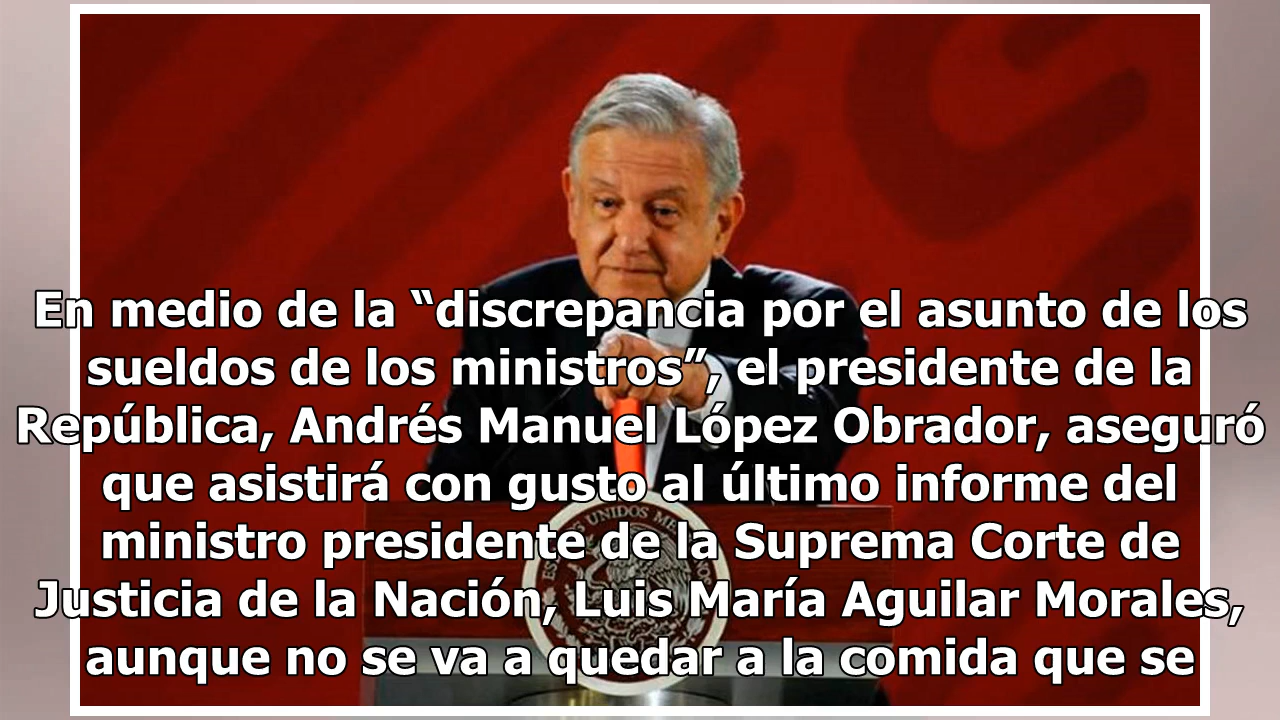 En medio de la “discrepancia por el asunto de los
sueldos de los ministros”, el presidente de la
República, Andrés Manuel López Obrador, aseguró
que asistirá con gusto al último informe del
ministro presidente de la Suprema Corte de
Justicia de la Nación, Luis María Aguilar Morales,
aunque no se va a quedar a la comida que se
UNIDOS